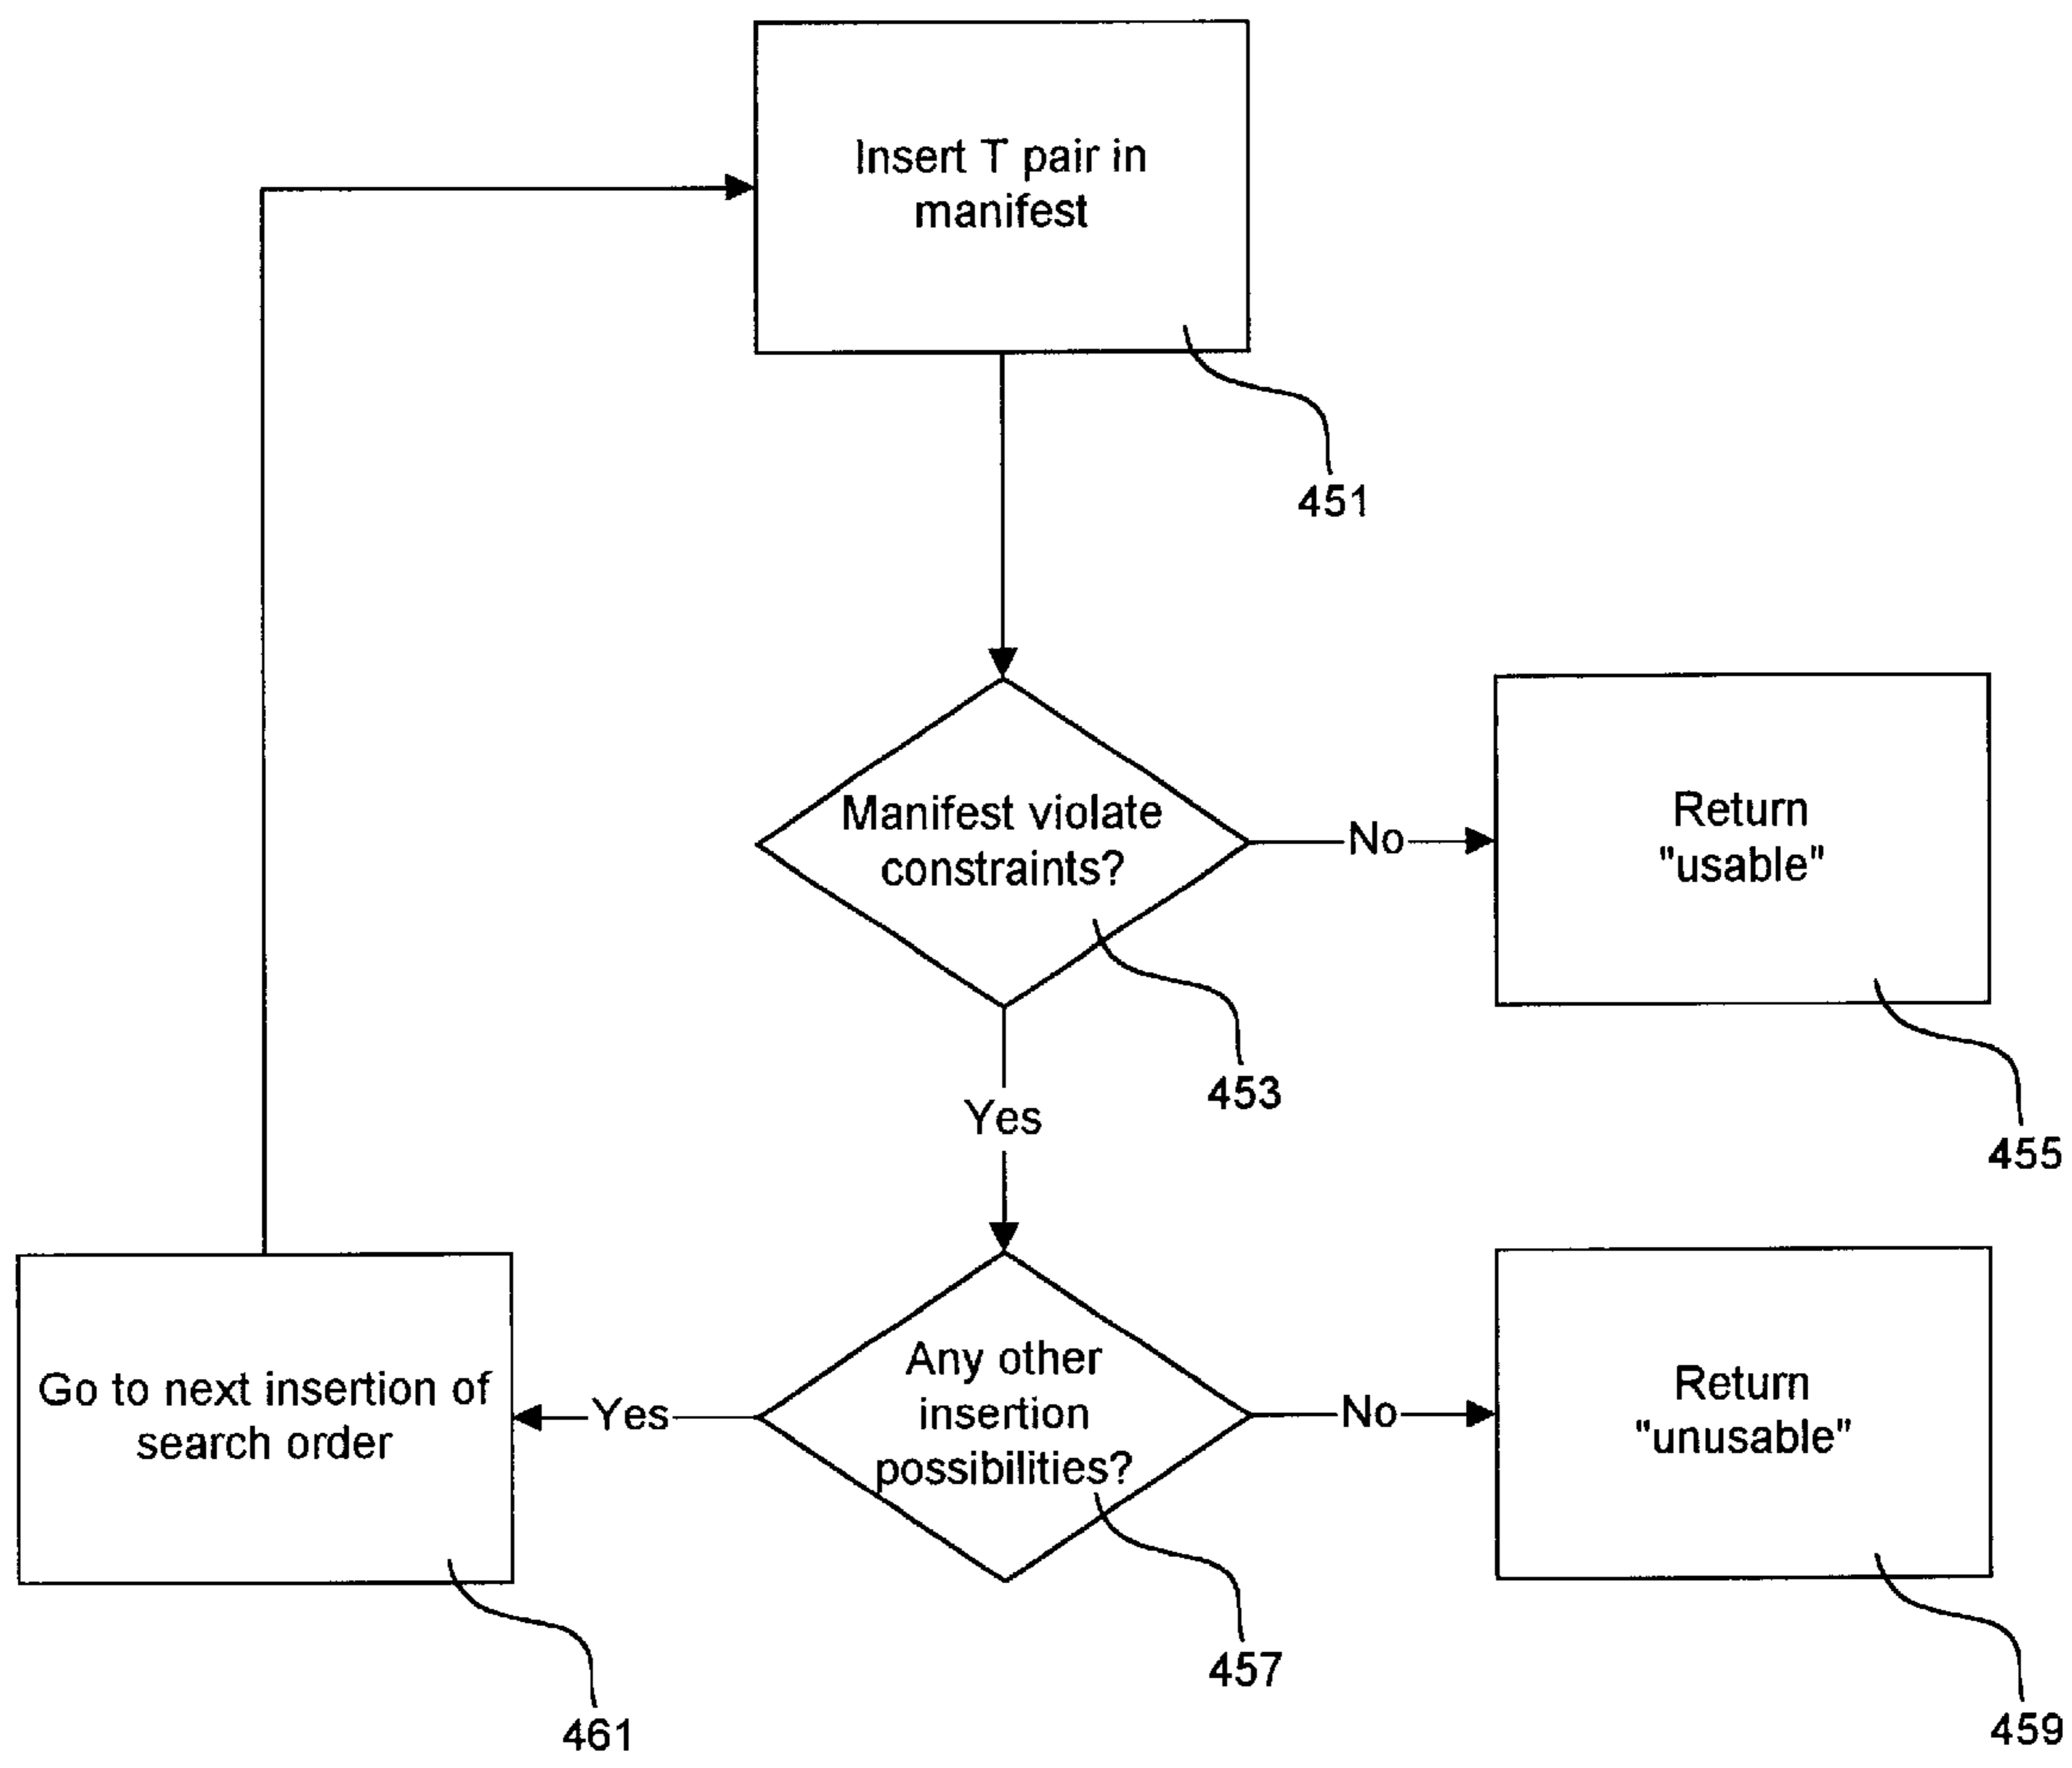 Insert T pair in
manifest
451
Manifest violate
constraints?
453
No
Return
"usable"
455
Yes
Any other
insertion
possibilities?
457
No
Return
"unusable"
459
Yes
Go to next insertion of
search order
461